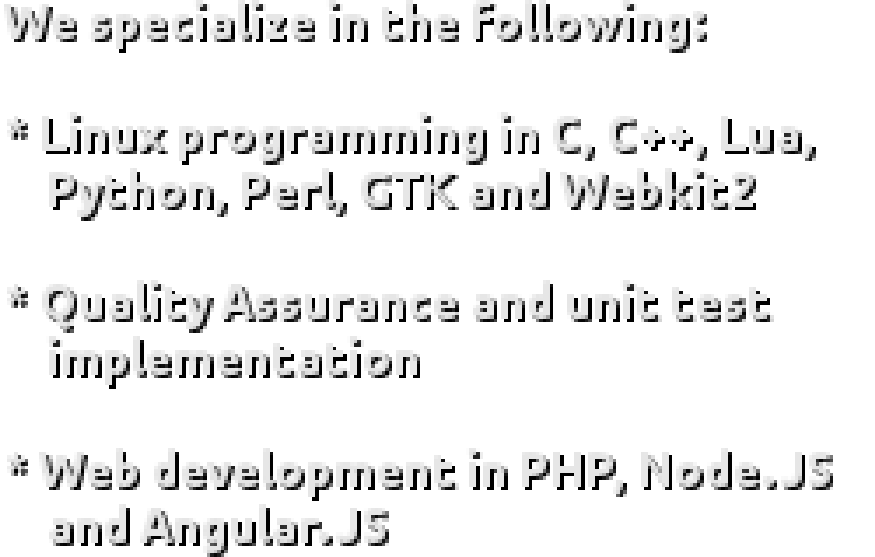 We specialize in the following:
* Linux programming in C, C++, Lua,
Python, Perl, GTK and Webkit2
* Quality Assurance and unit test
implementation
* Web development in PHP, Node.JS
and Angular.JS